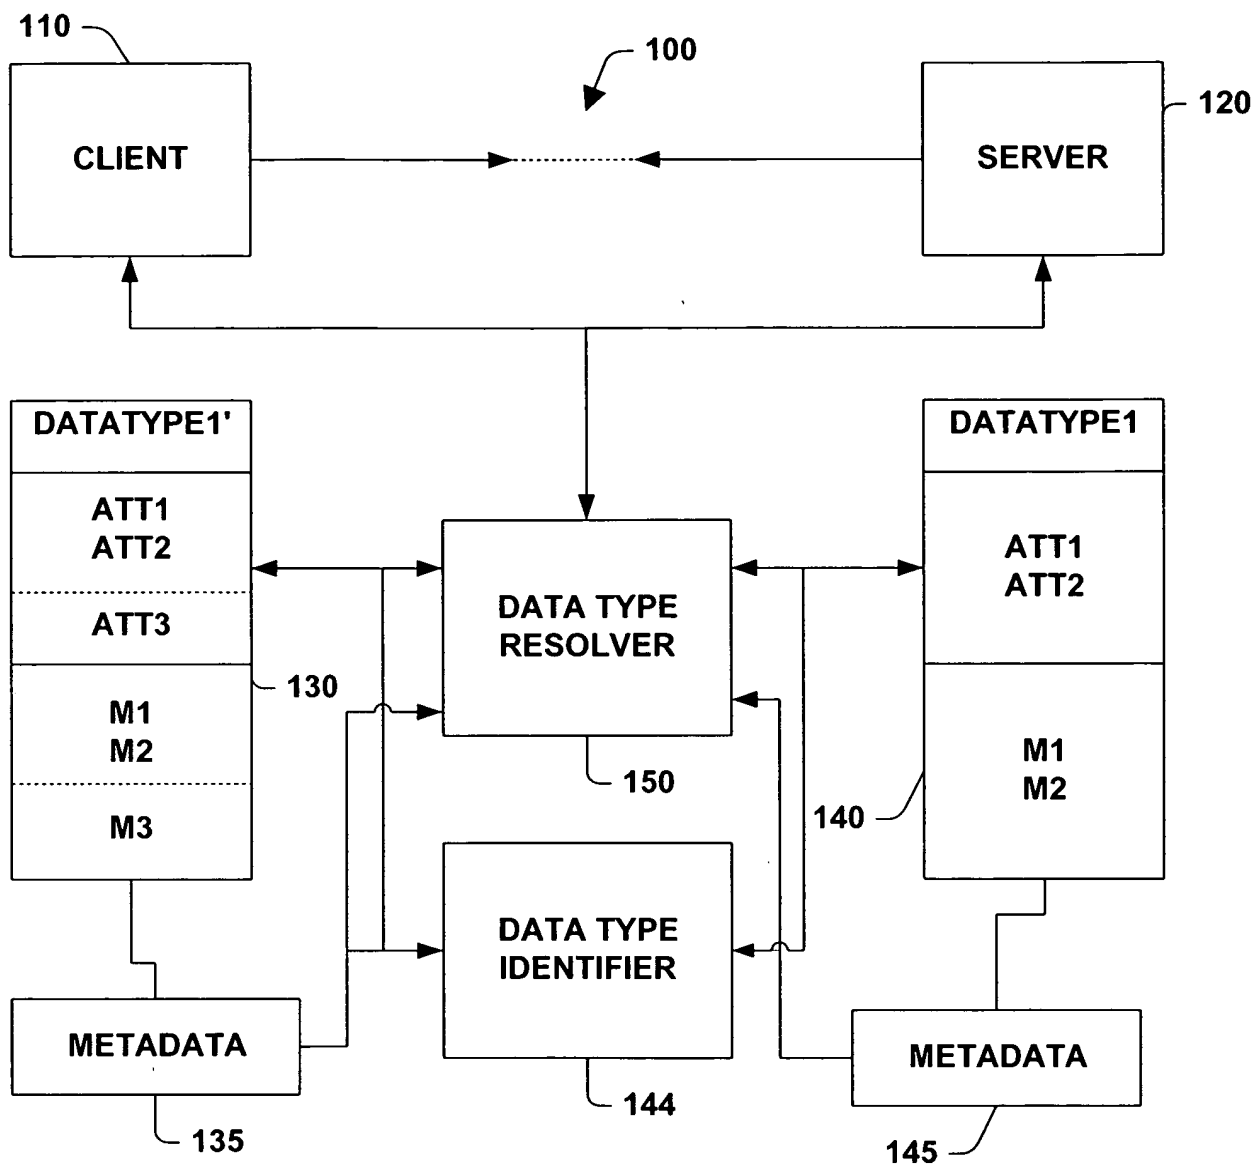 110
100
120
CLIENT
SERVER
DATATYPE1'
DATATYPE1
ATT1
ATT2
ATT3
M1
M2
M3
130
DATA TYPE
RESOLVER
150
ATT1
ATT2
M1
M2
140
DATA TYPE
IDENTIFIER
144
METADATA
135
METADATA
145